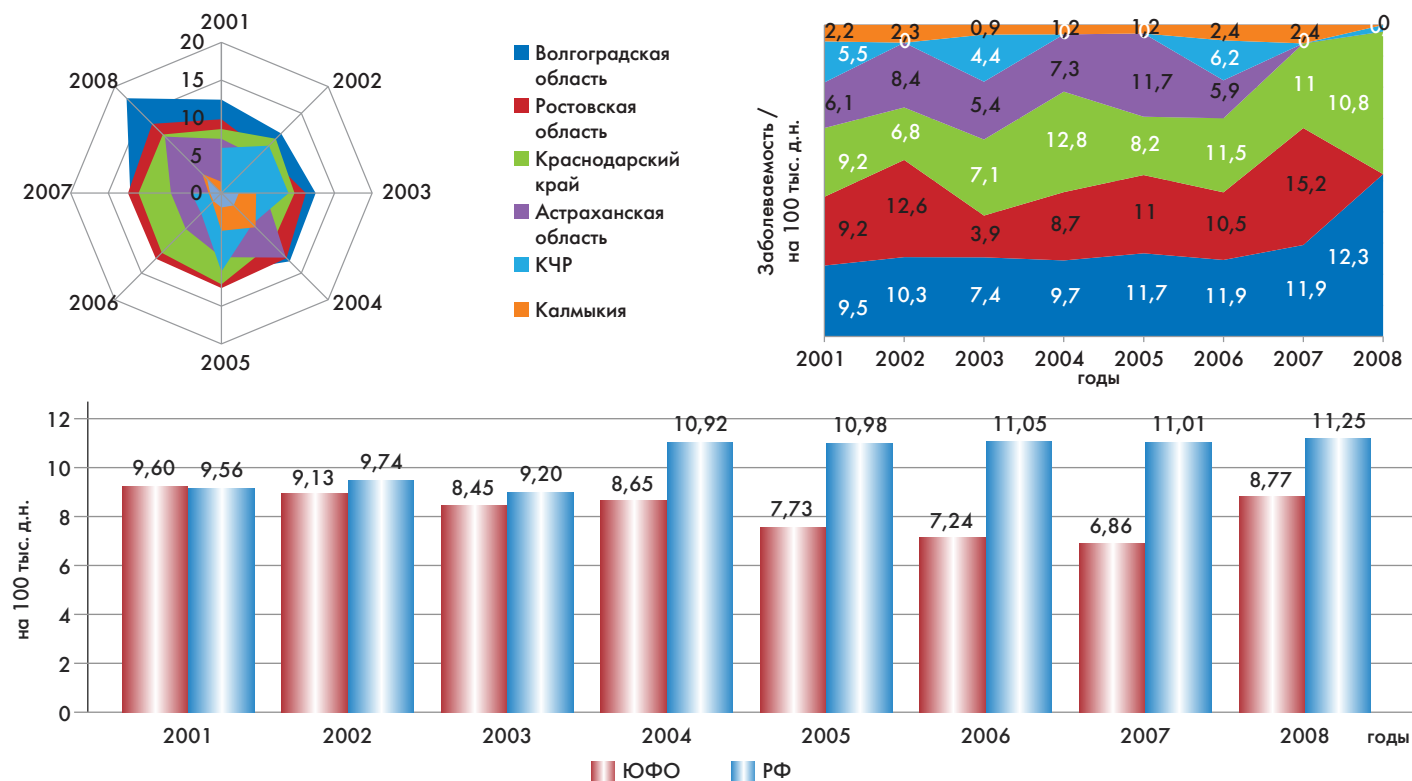 2001
20
2008
15
2002
10
5
2007
0
2003
2006
2004
2005
Волгоградская
область
Ростовская
область
Краснодарский
край
Астраханская
область
КЧР
Калмыкия
Заболеваемость /
на 100 тыс. д.н.
2,2 2,3 0,9 1,2 1,2 2,4 2,4 0
5,5 0 4,4 0 0 6,2 0 0
6,1 8,4 5,4 7,3 11,7 5,9
9,2 6,8 7,1 12,8 8,2 11,5 11 10,8
9,2 12,6 3,9 8,7 11 10,5 15,2
9,5 10,3 7,4 9,7 11,7 11,9 11,9 12,3
2001 2002 2003 2004 2005 2006 2007 2008
годы
на 100 тыс. д.н.
12
10
8
6
4
2
0
9,60 9,56 9,13 9,74 8,45 9,20 8,65 10,92 7,73 10,98 7,24 11,05 6,86 11,01 8,77 11,25
2001 2002 2003 2004 2005 2006 2007 2008 годы
ЮФО РФ